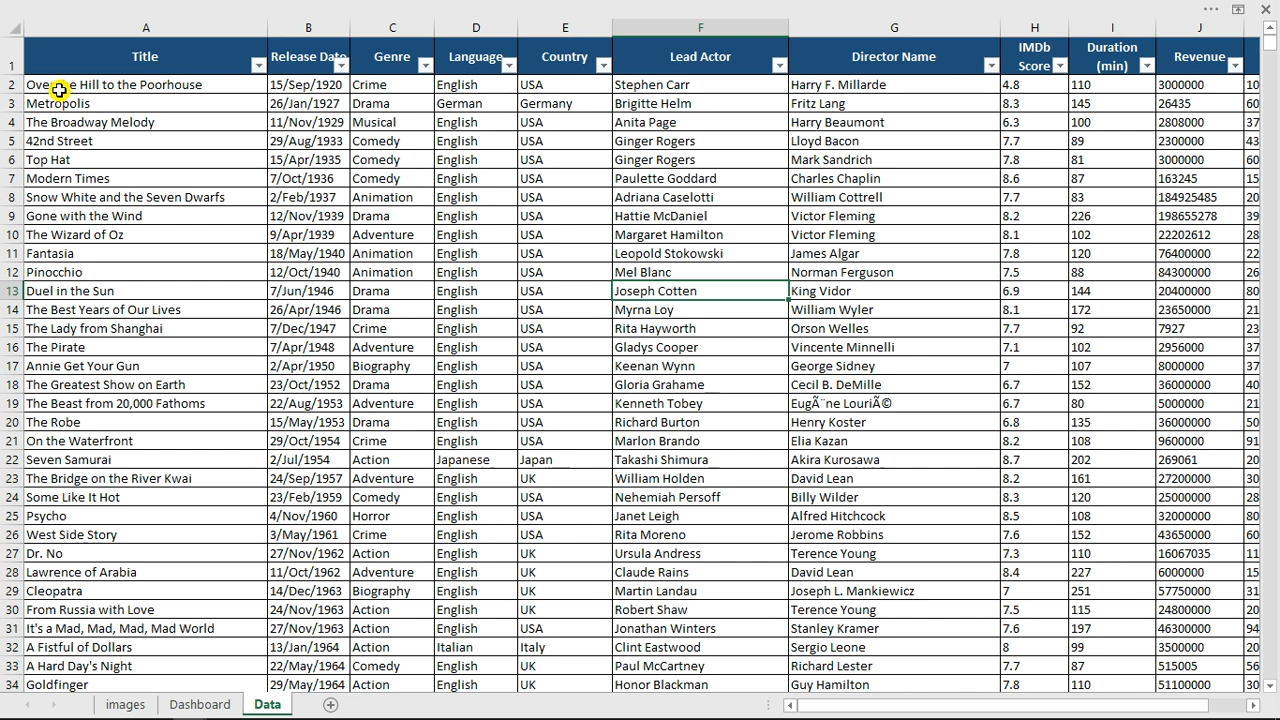 A B C D E F G H I J
1 Title Release Date Genre Language Country Lead Actor Director Name IMDb Score Duration (min) Revenue
2 Hill to the Poorhouse 15/Sep/1920 Crime English USA Stephen Carr Harry F. Millarde 4.8 110 3000000 10
3 Metropolis 26/Jan/1927 Drama German Germany Brigitte Helm Fritz Lang 8.3 145 26435 60
4 The Broadway Melody 11/Nov/1929 Musical English USA Anita Page Harry Beaumont 6.3 100 2808000 37
5 42nd Street 29/Aug/1933 Comedy English USA Ginger Rogers Lloyd Bacon 7.7 89 2300000 43
6 Top Hat 15/Apr/1935 Comedy English USA Ginger Rogers Mark Sandrich 7.8 81 3000000 60
7 Modern Times 7/Oct/1936 Comedy English USA Paulette Goddard Charles Chaplin 8.6 87 163245 15
8 Snow White and the Seven Dwarfs 2/Feb/1937 Animation English USA Adriana Caselotti William Cottrell 7.7 83 184925485 20
9 Gone with the Wind 12/Nov/1939 Drama English USA Hattie McDaniel Victor Fleming 8.2 226 198655278 39
10 The Wizard of Oz 9/Apr/1939 Adventure English USA Margaret Hamilton Victor Fleming 8.1 102 22202612 28
11 Fantasia 18/May/1940 Animation English USA Leopold Stokowski James Algar 7.8 120 76400000 22
12 Pinocchio 12/Oct/1940 Animation English USA Mel Blanc Norman Ferguson 7.5 88 84300000 26
13 Duel in the Sun 7/Jun/1946 Drama English USA Joseph Cotten King Vidor 6.9 144 20400000 80
14 The Best Years of Our Lives 26/Apr/1946 Drama English USA Myrna Loy William Wyler 8.1 172 23650000 21
15 The Lady from Shanghai 7/Dec/1947 Crime English USA Rita Hayworth Orson Welles 7.7 92 7927 23
16 The Pirate 7/Apr/1948 Adventure English USA Gladys Cooper Vincente Minnelli 7.1 102 2956000 37
17 Annie Get Your Gun 2/Apr/1950 Biography English USA Keenan Wynn George Sidney 7 107 8000000 37
18 The Greatest Show on Earth 23/Oct/1952 Drama English USA Gloria Grahame Cecil B. DeMille 6.7 152 36000000 40
19 The Beast from 20,000 Fathoms 22/Aug/1953 Adventure English USA Kenneth Tobey EugÃ¨ne LouriÃ© 6.7 80 5000000 21
20 The Robe 15/May/1953 Drama English USA Richard Burton Henry Koster 6.8 135 36000000 50
21 On the Waterfront 29/Oct/1954 Crime English USA Marlon Brando Elia Kazan 8.2 108 9600000 91
22 Seven Samurai 2/Jul/1954 Action Japanese Japan Takashi Shimura Akira Kurosawa 8.7 202 269061 20
23 The Bridge on the River Kwai 24/Sep/1957 Adventure English UK William Holden David Lean 8.2 161 27200000 30
24 Some Like It Hot 23/Feb/1959 Comedy English USA Nehemiah Persoff Billy Wilder 8.3 120 25000000 28
25 Psycho 4/Nov/1960 Horror English USA Janet Leigh Alfred Hitchcock 8.5 108 32000000 80
26 West Side Story 3/May/1961 Crime English USA Rita Moreno Jerome Robbins 7.6 152 43650000 60
27 Dr. No 27/Nov/1962 Action English UK Ursula Andress Terence Young 7.3 110 16067035 11
28 Lawrence of Arabia 11/Oct/1962 Adventure English UK Claude Rains David Lean 8.4 227 6000000 15
29 Cleopatra 14/Dec/1963 Biography English UK Martin Landau Joseph L. Mankiewicz 7 251 57750000 31
30 From Russia with Love 24/Nov/1963 Action English UK Robert Shaw Terence Young 7.5 115 24800000 20
31 It's a Mad, Mad, Mad, Mad World 27/Nov/1963 Action English USA Jonathan Winters Stanley Kramer 7.6 197 46300000 94
32 A Fistful of Dollars 13/Jan/1964 Action Italian Italy Clint Eastwood Sergio Leone 8 99 3500000 20
33 A Hard Day's Night 22/May/1964 Comedy English UK Paul McCartney Richard Lester 7.7 87 515005 56
34 Goldfinger 29/May/1964 Action English UK Honor Blackman Guy Hamilton 7.8 110 51100000 30
images Dashboard Data